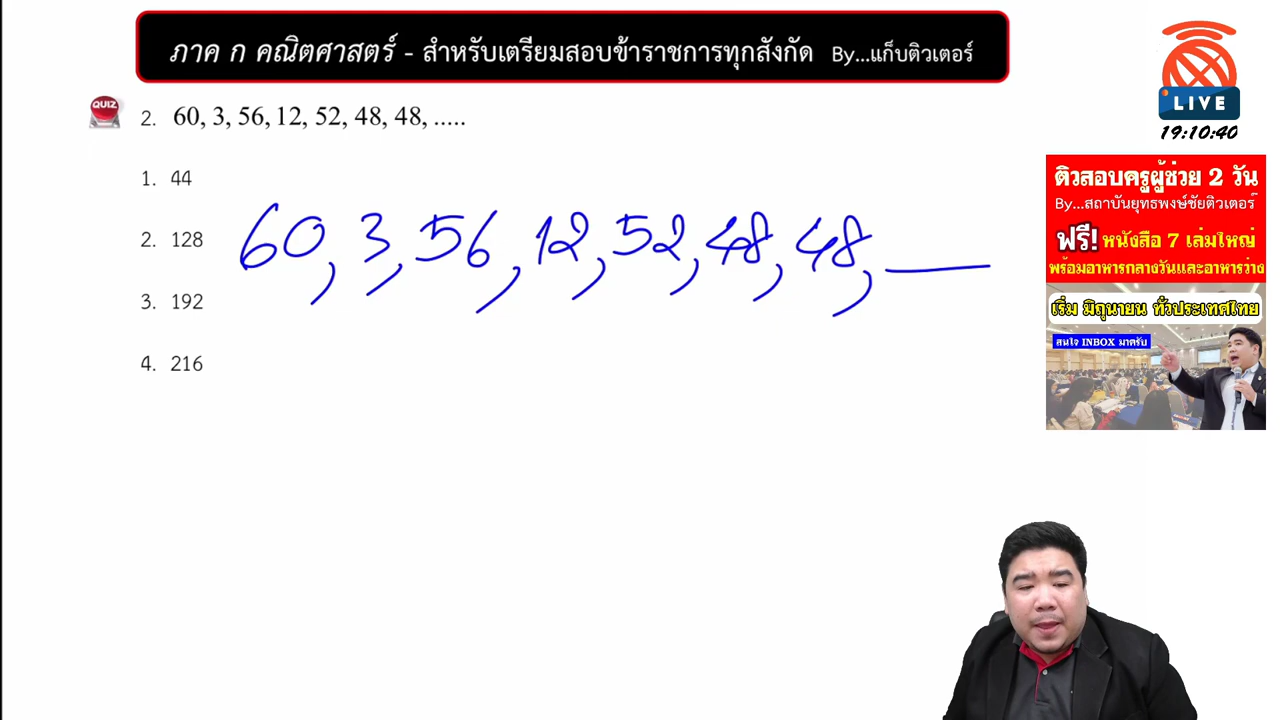 ภาค ก คณิตศาสตร์ - สำหรับเตรียมสอบข้าราชการทุกสังกัด By...แก็บติวเตอร์
LIVE
19:10:40
QUIZ
2. 60, 3, 56, 12, 52, 48, 48, .....
1. 44
2. 128
3. 192
4. 216
60, 3, 56, 12, 52, 48, 48, ___
ติวสอบครูผู้ช่วย 2 วัน
By...สถาบันยุทธพงษ์ชัยติวเตอร์
ฟรี! หนังสือ 7 เล่มใหญ่
พร้อมอาหารกลางวันและอาหารว่าง
เริ่ม มิถุนายน ทั่วประเทศไทย
สนใจ INBOX มาครับ